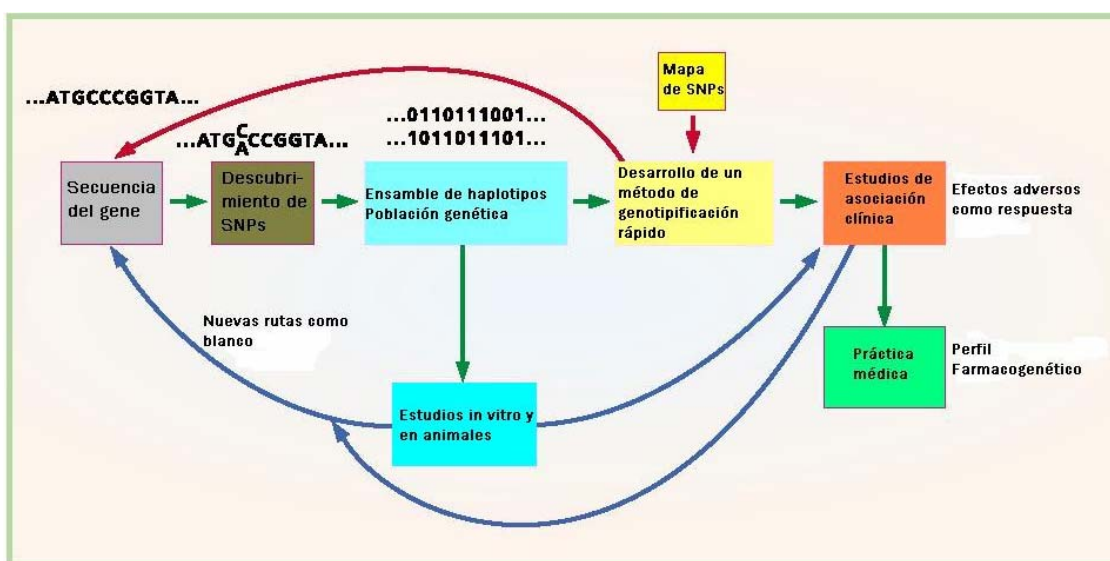 Mapa
de SNPs
...ATGCCCGGTA...
...ATG
C
A
CCGGTA...
...0110111001...
...1011011101...
Secuencia
del gene
Descubri-
miento de
SNPs
Ensamble de haplotipos
Población genética
Desarrollo de un
método de
genotipificación
rápido
Estudios de
asociación
clínica
Efectos adversos
como respuesta
Nuevas rutas como
blanco
Práctica
médica
Perfil
Farmacogenético
Estudios in vitro y
en animales